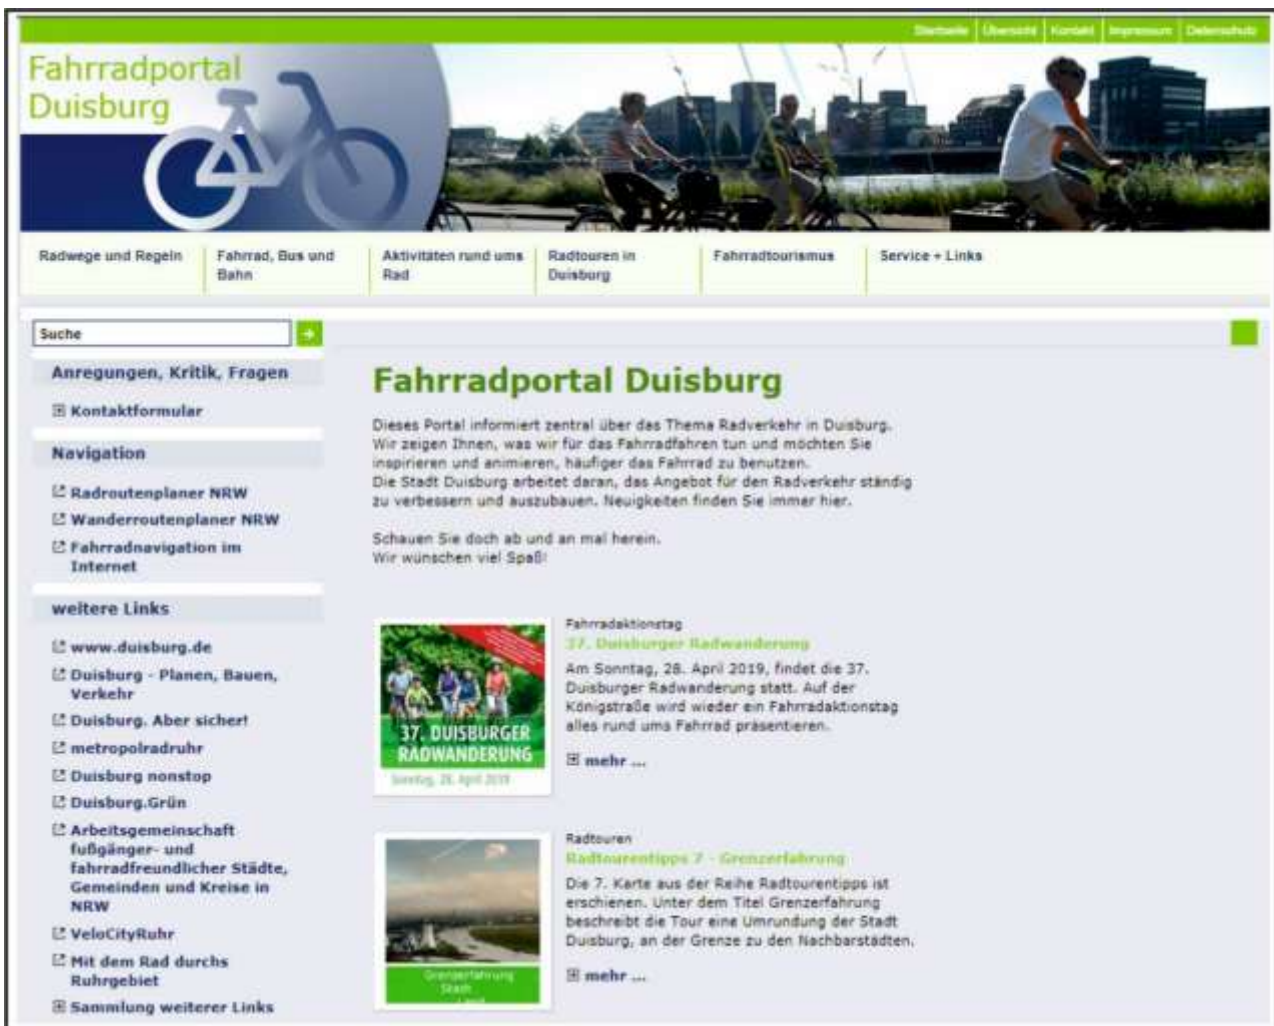 Startseite Übersicht Kontakt Impressum Datenschutz
Fahrradportal
Duisburg
Radwege und Regeln
Fahrrad, Bus und
Bahn
Aktivitäten rund ums
Rad
Radtouren in
Duisburg
Fahrradtourismus
Service + Links
Suche
Anregungen, Kritik, Fragen
Kontaktformular
Navigation
Radroutenplaner NRW
Wanderroutenplaner NRW
Fahrradnavigation im
Internet
weitere Links
www.duisburg.de
Duisburg - Planen, Bauen,
Verkehr
Duisburg. Aber sicher!
metropolradruhr
Duisburg nonstop
Duisburg.Grün
Arbeitsgemeinschaft
fußgänger- und
fahrradfreundlicher Städte,
Gemeinden und Kreise in
NRW
VeloCityRuhr
Mit dem Rad durchs
Ruhrgebiet
Sammlung weiterer Links
Fahrradportal Duisburg
Dieses Portal informiert zentral über das Thema Radverkehr in Duisburg.
Wir zeigen Ihnen, was wir für das Fahrradfahren tun und möchten Sie
inspirieren und animieren, häufiger das Fahrrad zu benutzen.
Die Stadt Duisburg arbeitet daran, das Angebot für den Radverkehr ständig
zu verbessern und auszubauen. Neuigkeiten finden Sie immer hier.
Schauen Sie doch ab und an mal herein.
Wir wünschen viel Spaß!
37. DUISBURGER
RADWANDERUNG
Sonntag, 28. April 2019
Fahrradaktionstag
37. Duisburger Radwanderung
Am Sonntag, 28. April 2019, findet die 37.
Duisburger Radwanderung statt. Auf der
Königstraße wird wieder ein Fahrradaktionstag
alles rund ums Fahrrad präsentieren.
mehr ...
Grenzerfahrung
Stadt
Land
Radtouren
Radtourentipps 7 - Grenzerfahrung
Die 7. Karte aus der Reihe Radtourentipps ist
erschienen. Unter dem Titel Grenzerfahrung
beschreibt die Tour eine Umrundung der Stadt
Duisburg, an der Grenze zu den Nachbarstädten.
mehr ...